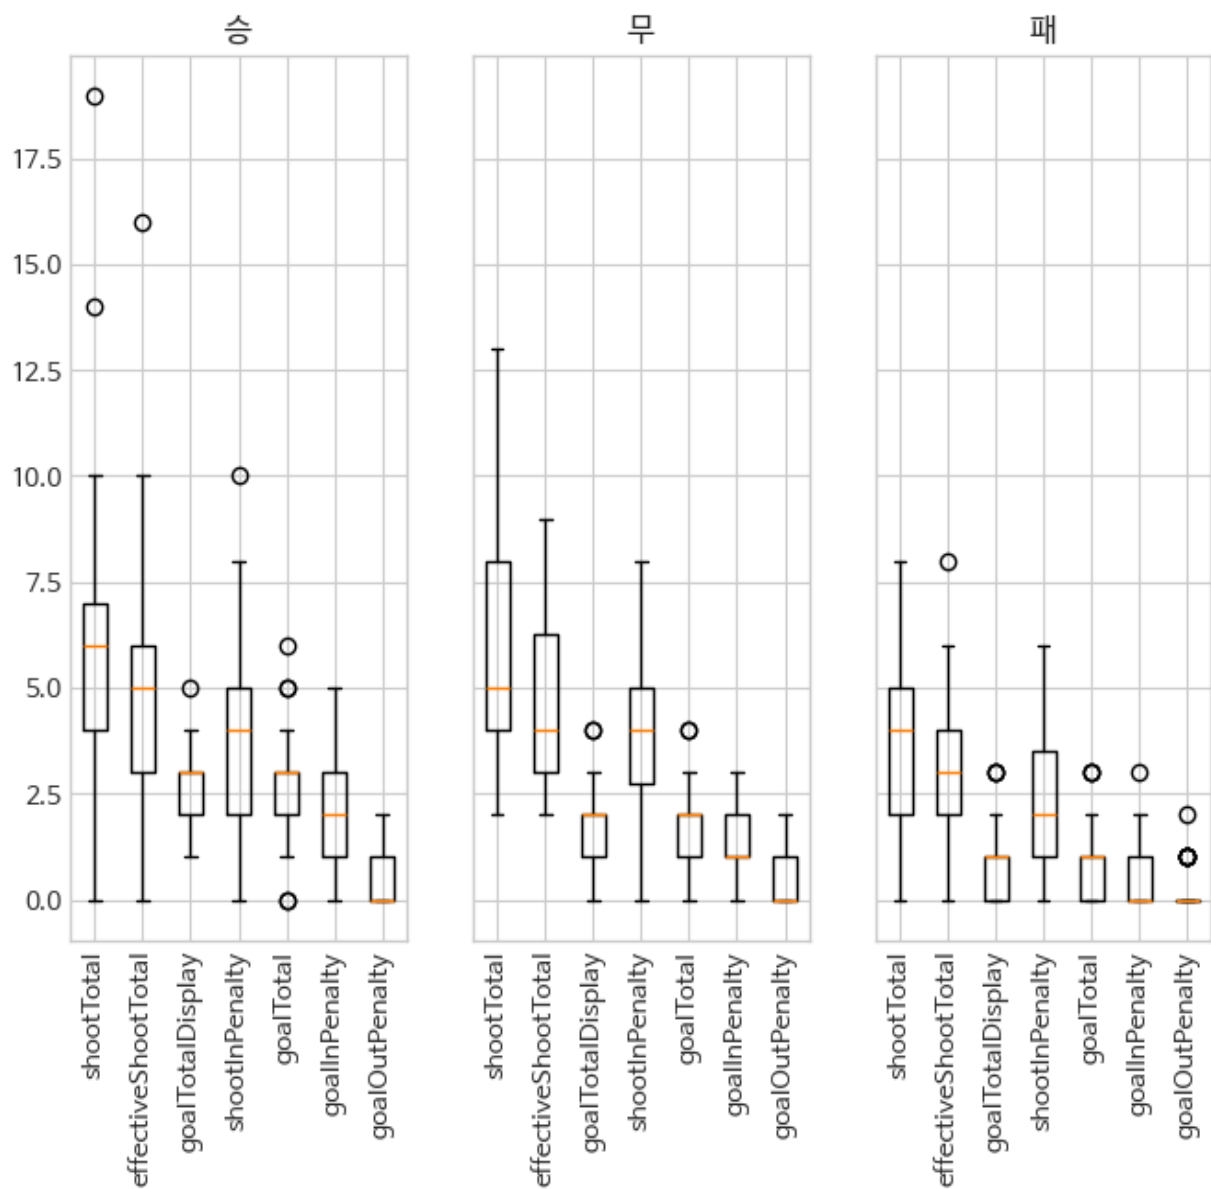 승
무
패
17.5
15.0
12.5
10.0
7.5
5.0
2.5
0.0
shootTotal
effectiveShootTotal
goalTotalDisplay
shootInPenalty
goalTotal
goalInPenalty
goalOutPenalty
shootTotal
effectiveShootTotal
goalTotalDisplay
shootInPenalty
goalTotal
goalInPenalty
goalOutPenalty
shootTotal
effectiveShootTotal
goalTotalDisplay
shootInPenalty
goalTotal
goalInPenalty
goalOutPenalty